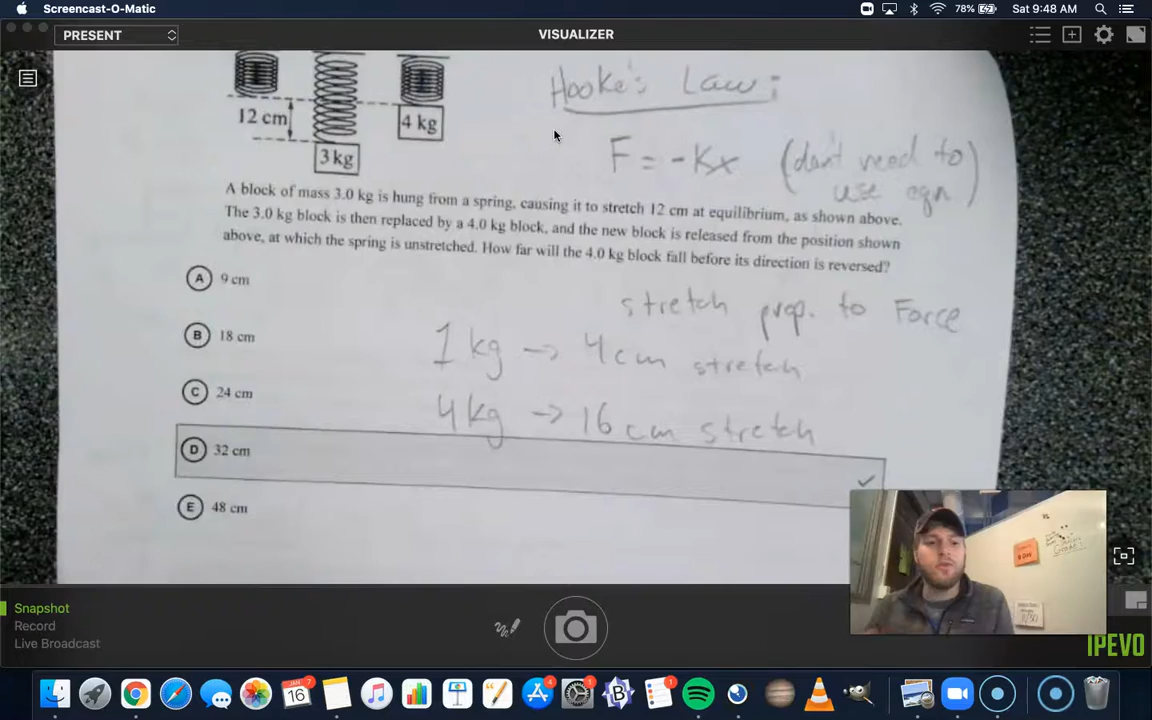 Screencast-O-Matic
78%
Sat 9:48 AM
PRESENT
VISUALIZER
12 cm
3 kg
4 kg
Hooke's Law:
F = -Kx (don't need to use eqn)
A block of mass 3.0 kg is hung from a spring, causing it to stretch 12 cm at equilibrium, as shown above.
The 3.0 kg block is then replaced by a 4.0 kg block, and the new block is released from the position shown
above, at which the spring is unstretched. How far will the 4.0 kg block fall before its direction is reversed?
A 9 cm
stretch prop. to Force
B 18 cm
1 kg -> 4 cm stretch
C 24 cm
4 kg -> 16 cm stretch
D 32 cm
E 48 cm
Snapshot
Record
Live Broadcast
IPEVO